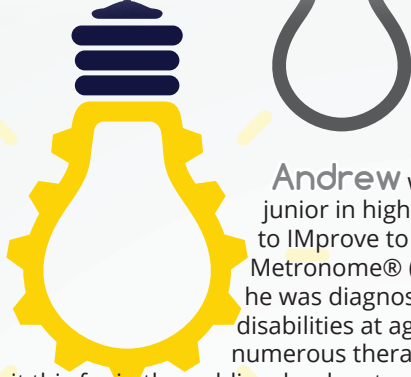 Andrew
junior in high
to IMprove to
Metronome® (
he was diagnos
disabilities at ag
numerous thera